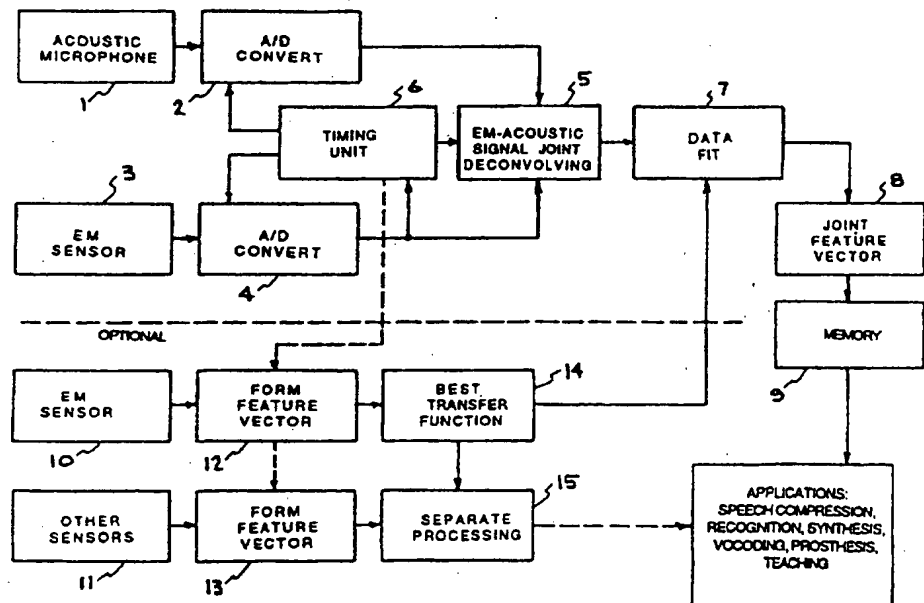 ACOUSTIC
MICROPHONE
1
A/D
CONVERT
2
6
TIMING
UNIT
5
EM-ACOUSTIC
SIGNAL JOINT
DECONVOLVING
7
DATA
FIT
3
EM
SENSOR
A/D
CONVERT
4
8
JOINT
FEATURE
VECTOR
MEMORY
9
OPTIONAL
EM
SENSOR
10
FORM
FEATURE
VECTOR
12
BEST
TRANSFER
FUNCTION
14
OTHER
SENSORS
11
FORM
FEATURE
VECTOR
13
SEPARATE
PROCESSING
15
APPLICATIONS:
SPEECH COMPRESSION,
RECOGNITION, SYNTHESIS,
VOCODING, PROSTHESIS,
TEACHING